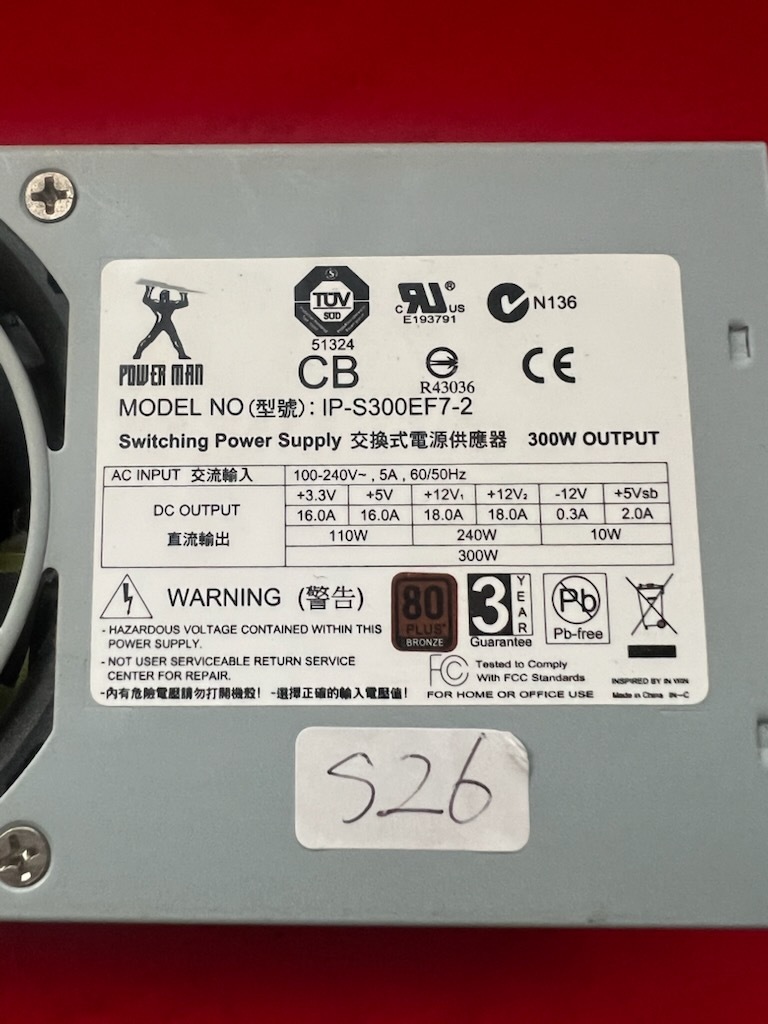 POWER MAN
TÜV
SÜD
51324
CB
C RU ® US
E193791
N136
R43036
CE
MODEL NO (型號): IP-S300EF7-2
Switching Power Supply 交換式電源供應器 300W OUTPUT
AC INPUT 交流輸入 100-240V~ , 5A , 60/50Hz
DC OUTPUT 直流輸出
+3.3V +5V +12V₁ +12V₂ -12V +5Vsb
16.0A 16.0A 18.0A 18.0A 0.3A 2.0A
110W 240W 10W
300W
WARNING (警告)
- HAZARDOUS VOLTAGE CONTAINED WITHIN THIS
POWER SUPPLY.
- NOT USER SERVICEABLE RETURN SERVICE
CENTER FOR REPAIR.
-內有危險電壓請勿打開機殼! -選擇正確的輸入電壓值!
80
PLUS®
BRONZE
3 YEAR
Guarantee
Pb
Pb-free
FC Tested to Comply
With FCC Standards
FOR HOME OR OFFICE USE
INSPIRED BY IN WIN
Made in China IN-C
S26